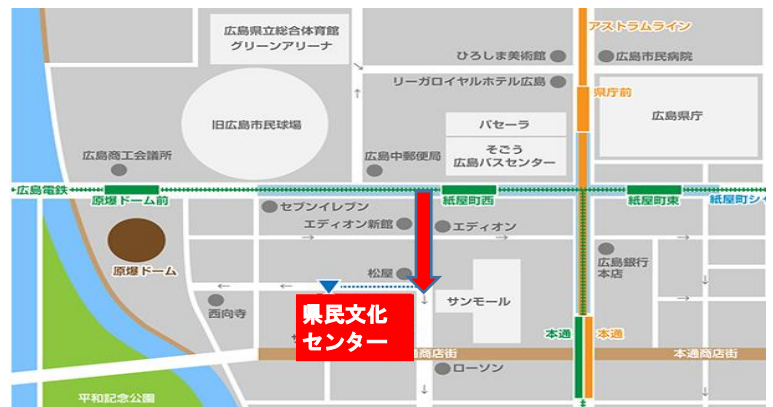 広島県立総合体育館
グリーンアリーナ
アストラムライン
ひろしま美術館
広島市民病院
リーガロイヤルホテル広島
県庁前
旧広島市民球場
パセーラ
広島県庁
そごう
広島バスセンター
広島商工会議所
広島中郵便局
広島電鉄
原爆ドーム前
紙屋町西
紙屋町東
紙屋町シャ
セブンイレブン
エディオン新館
エディオン
原爆ドーム
松屋
広島銀行
本店
西向寺
サンモール
県民文化
センター
本通
本通
通商店街
本通商店街
ローソン
平和記念公園